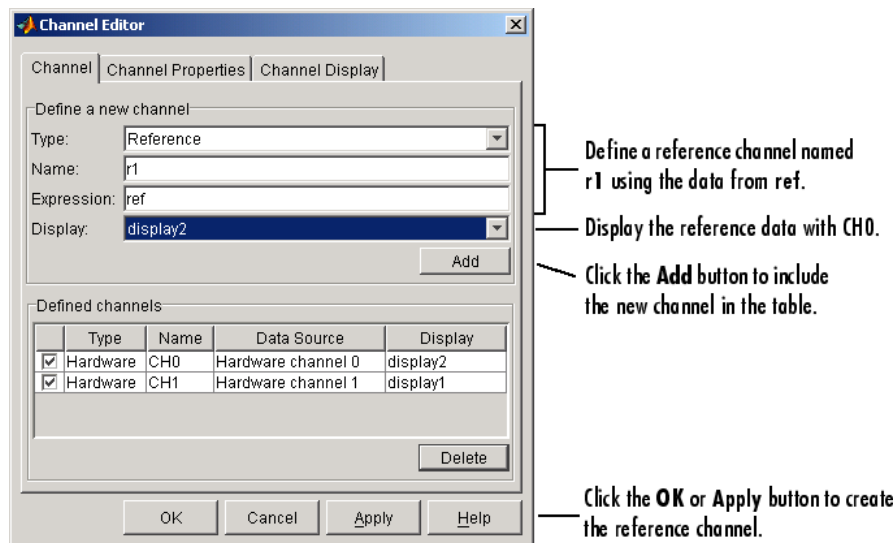 Channel Editor
Channel Channel Properties Channel Display
Define a new channel
Type: Reference
Name: r1
Expression: ref
Display: display2
Add
Defined channels
Type Name Data Source Display
Hardware CH0 Hardware channel 0 display2
Hardware CH1 Hardware channel 1 display1
Delete
OK Cancel Apply Help
Define a reference channel named
r1 using the data from ref.
Display the reference data with CH0.
Click the Add button to include
the new channel in the table.
Click the OK or Apply button to create
the reference channel.